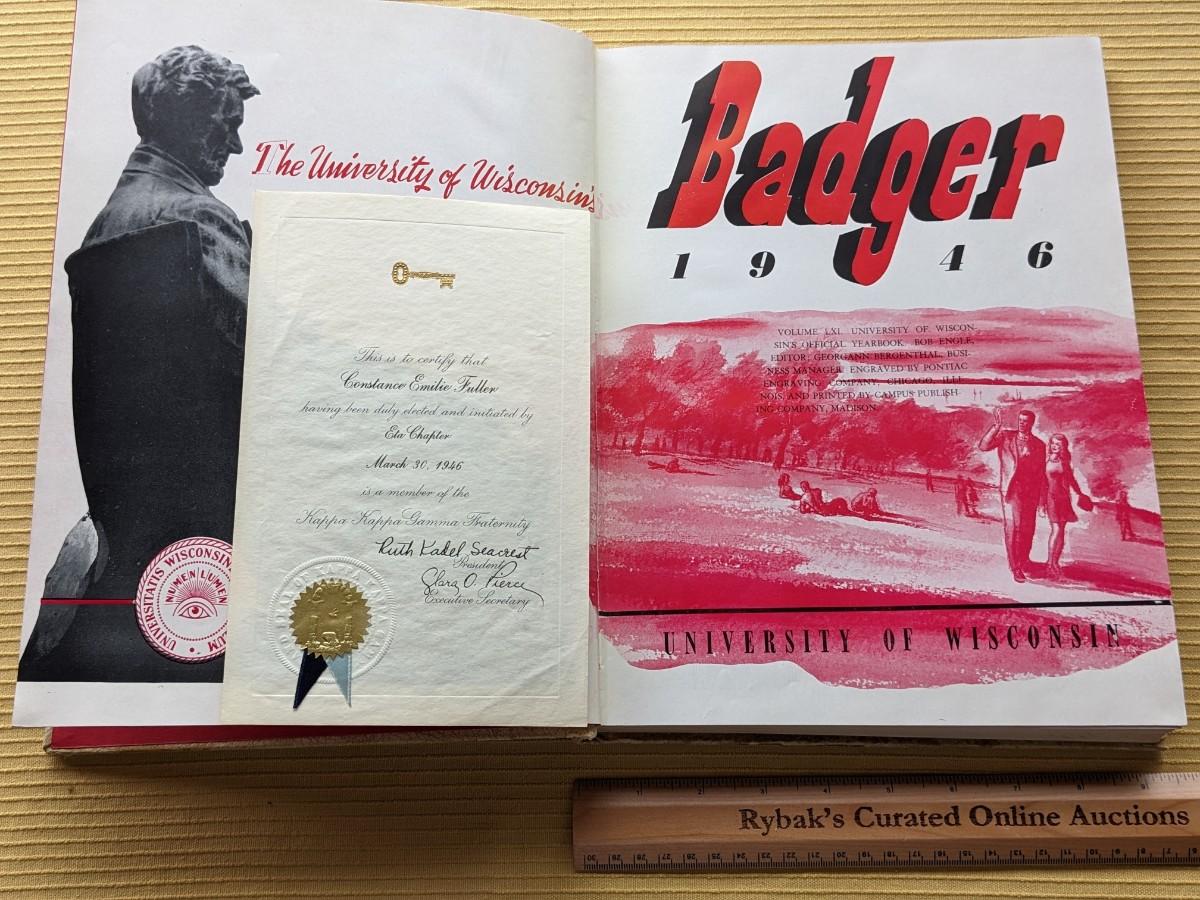 The University of Wisconsin's
This is to certify that
Constance Emilie Fuller
having been duly elected and initiated by
Eta Chapter
March 30, 1946
is a member of the
Kappa Kappa Gamma Fraternity
Ruth Kadel Seacrest
President
Clara O. Pierce
Executive Secretary
UNIVERSITATIS WISCONSIN
NUMEN LUMEN
Badger
1946
VOLUME LXI. UNIVERSITY OF WISCON-
SIN'S OFFICIAL YEARBOOK. BOB ENGLE,
EDITOR; GEORGANN BERGENTHAL, BUSI-
NESS MANAGER. ENGRAVED BY PONTIAC
ENGRAVING COMPANY, CHICAGO, ILLI-
NOIS, AND PRINTED BY CAMPUS PUBLISH-
ING COMPANY, MADISON.
UNIVERSITY OF WISCONSIN
Rybak's Curated Online Auctions